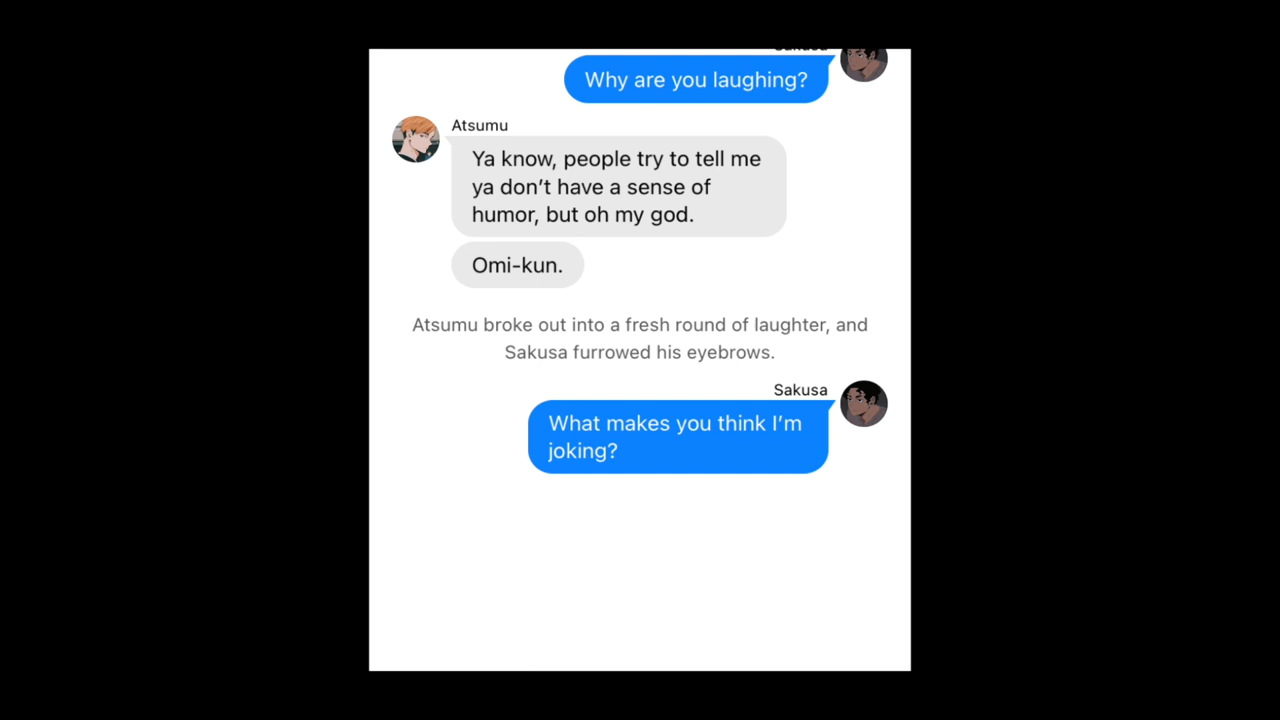 Why are you laughing?
Atsumu
Ya know, people try to tell me
ya don’t have a sense of
humor, but oh my god.
Omi-kun.
Atsumu broke out into a fresh round of laughter, and
Sakusa furrowed his eyebrows.
Sakusa
What makes you think I’m
joking?